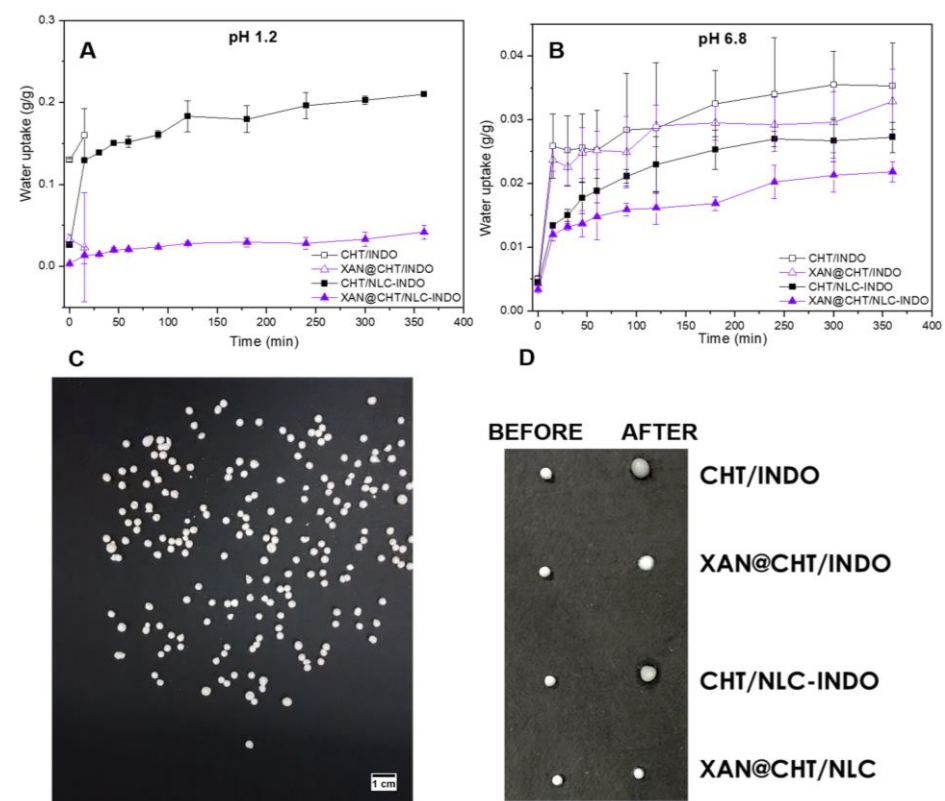 A
pH 1.2
Water uptake (g/g)
0.3
0.2
0.1
0.0
CHT/INDO
XAN@CHT/INDO
CHT/NLC-INDO
XAN@CHT/NLC-INDO
0 50 100 150 200 250 300 350 400
Time (min)
B
pH 6.8
Water uptake (g/g)
0.04
0.03
0.02
0.01
0.00
CHT/INDO
XAN@CHT/INDO
CHT/NLC-INDO
XAN@CHT/NLC-INDO
0 50 100 150 200 250 300 350 400
Time (min)
C
1 cm
D
BEFORE AFTER
CHT/INDO
XAN@CHT/INDO
CHT/NLC-INDO
XAN@CHT/NLC